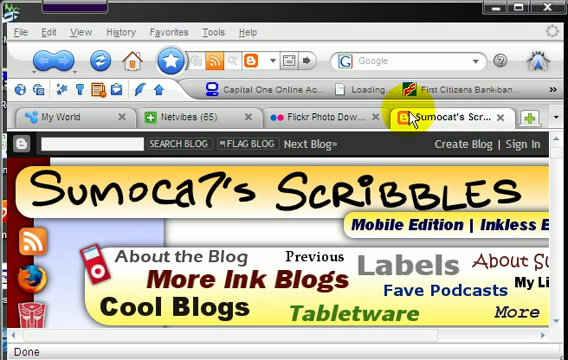 File Edit View History Favorites Tools Help
Google
Capital One Online Ac... Loading... First Citizens Bank-ban...
My World Netvibes (65) Flickr Photo Dow... Sumocat's Scr...
SEARCH BLOG FLAG BLOG Next Blog» Create Blog | Sign In
Sumoca7's Scribbles
Mobile Edition | Inkless E
About the Blog Previous Labels About Su
More Ink Blogs Fave Podcasts My Li
Cool Blogs Tabletware More
Done